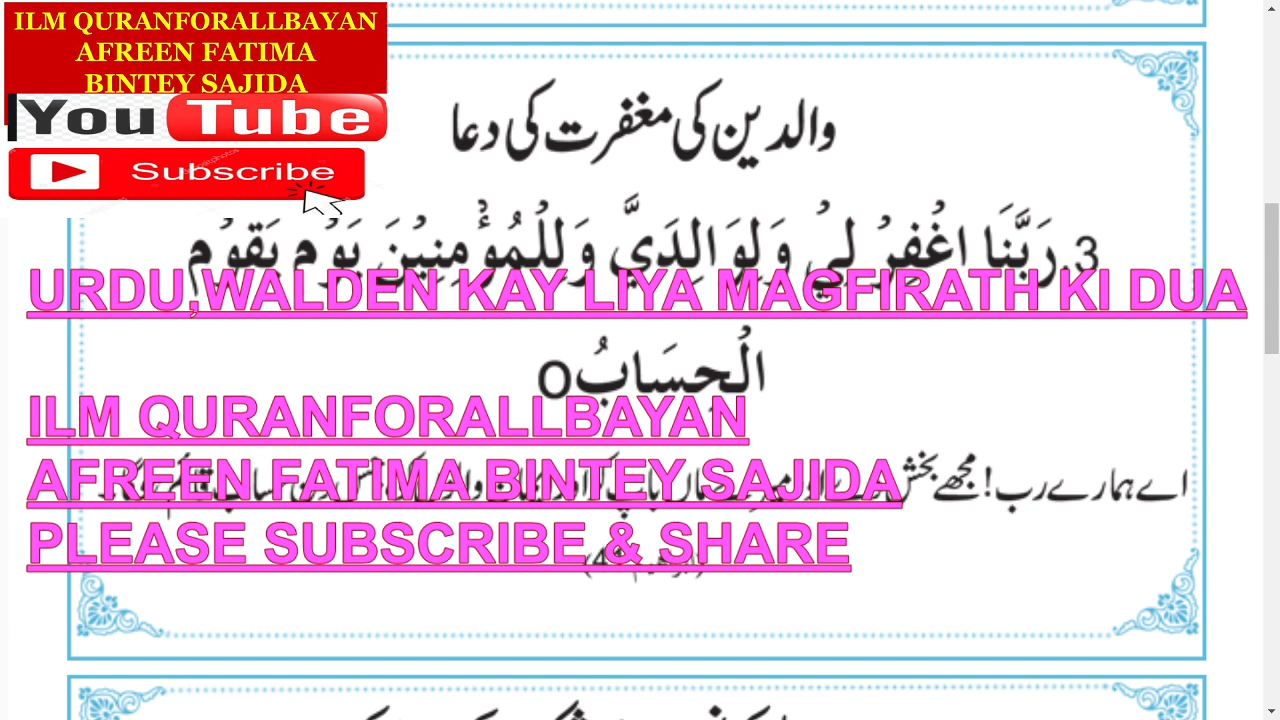 ILM QURANFORALLBAYAN
AFREEN FATIMA
BINTEY SAJIDA
You Tube
Subscribe
والدین کی مغفرت کی دعا
3. رَبَّنَا اغْفِرْ لِيْ وَلِوَالِدَيَّ وَلِلْمُؤْمِنِيْنَ يَوْمَ يَقُوْمُ
URDU,WALDEN KAY LIYA MAGFIRATH KI DUA
الْحِسَابُO
ILM QURANFORALLBAYAN
اے ہمارے رب! مجھے بخش
AFREEN FATIMA BINTEY SAJIDA
PLEASE SUBSCRIBE & SHARE